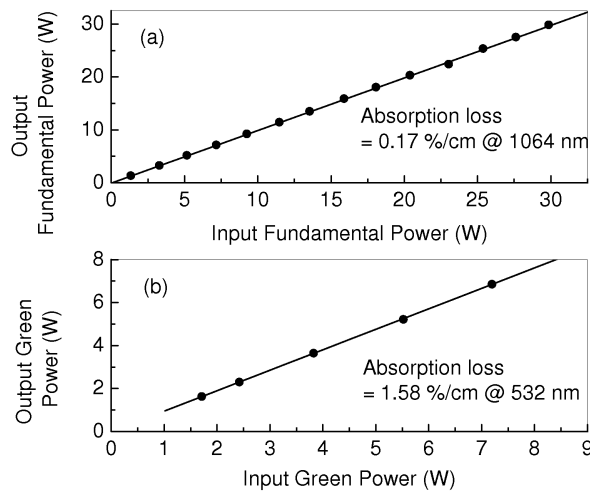 30
20
10
0
(a)
Absorption loss
= 0.17 %/cm @ 1064 nm
Output
Fundamental Power (W)
0 5 10 15 20 25 30
Input Fundamental Power (W)
8
6
4
2
0
(b)
Absorption loss
= 1.58 %/cm @ 532 nm
Output Green
Power (W)
0 1 2 3 4 5 6 7 8 9
Input Green Power (W)